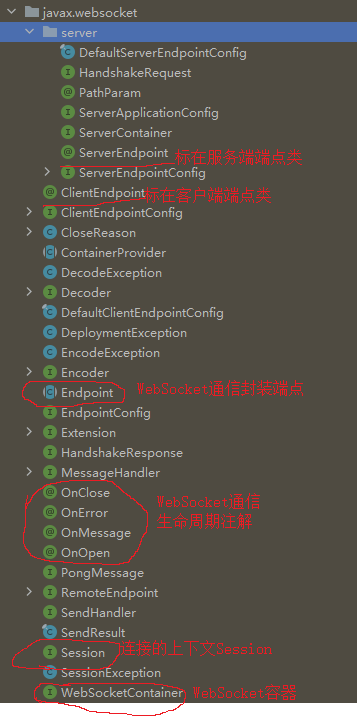 javax.websocket
server
DefaultServerEndpointConfig
HandshakeRequest
PathParam
ServerApplicationConfig
ServerContainer
ServerEndpoint 标在服务端端点类
ServerEndpointConfig
ClientEndpoint 标在客户端端点类
ClientEndpointConfig
CloseReason
ContainerProvider
DecodeException
Decoder
DefaultClientEndpointConfig
DeploymentException
EncodeException
Encoder
Endpoint WebSocket通信封装端点
EndpointConfig
Extension
HandshakeResponse
MessageHandler
OnClose WebSocket通信
OnError 生命周期注解
OnMessage
OnOpen
PongMessage
RemoteEndpoint
SendHandler
SendResult
Session 连接的上下文Session
SessionException
WebSocketContainer WebSocket容器